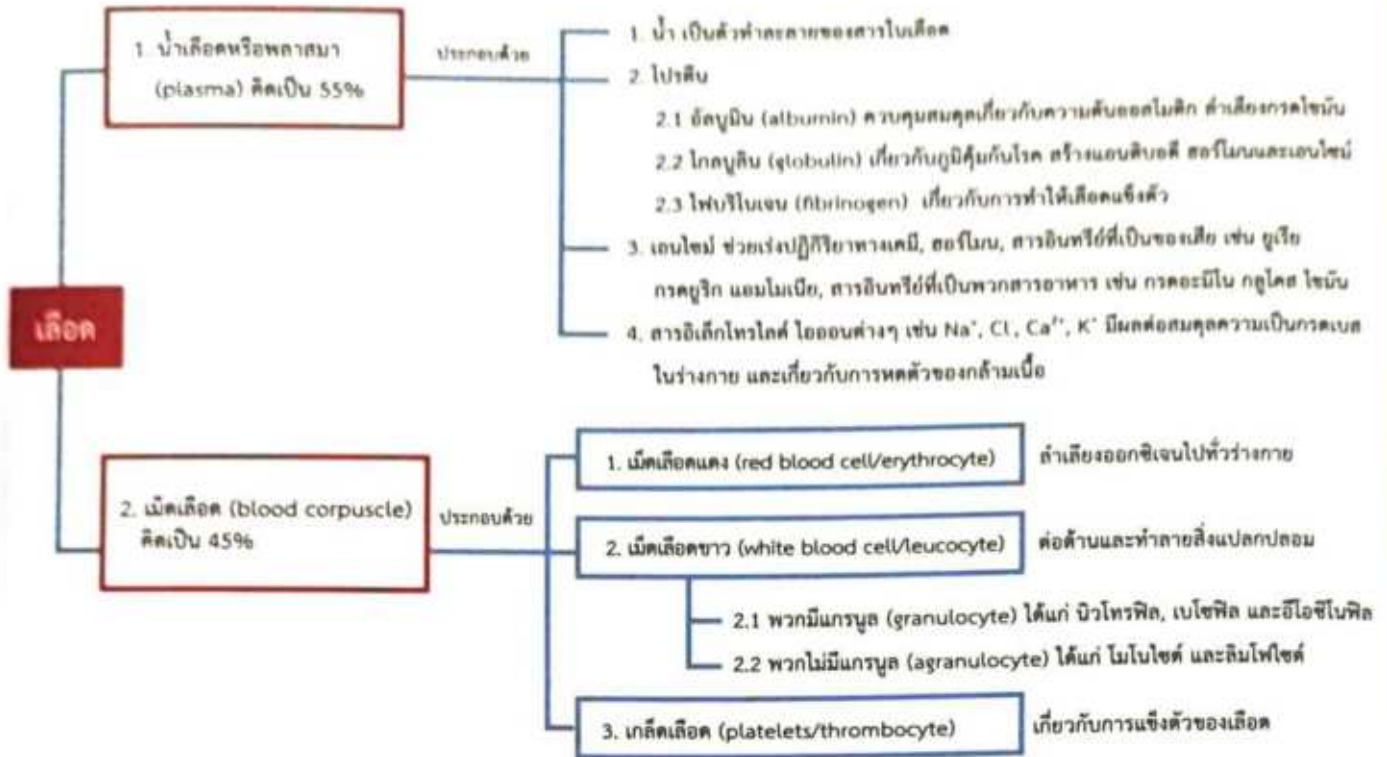 เลือด
1. น้ำเลือดหรือพลาสมา
(plasma) คิดเป็น 55%
ประกอบด้วย
1. น้ำ เป็นตัวทำละลายของสารในเลือด
2. โปรตีน
2.1 อัลบูมิน (albumin) ควบคุมสมดุลเกี่ยวกับความดันออสโมติก ลำเลียงกรดไขมัน
2.2 โกลบูลิน (globulin) เกี่ยวกับภูมิคุ้มกันโรค สร้างแอนติบอดี ฮอร์โมนและเอนไซม์
2.3 ไฟบริโนเจน (fibrinogen) เกี่ยวกับการทำให้เลือดแข็งตัว
3. เอนไซม์ ช่วยเร่งปฏิกิริยาทางเคมี, ฮอร์โมน, สารอินทรีย์ที่เป็นของเสีย เช่น ยูเรีย
กรดยูริก แอมโมเนีย, สารอินทรีย์ที่เป็นพวกสารอาหาร เช่น กรดอะมิโน กลูโคส ไขมัน
4. สารอิเล็กโทรไลต์ ไอออนต่างๆ เช่น Na⁺, Cl⁻, Ca²⁺, K⁺ มีผลต่อสมดุลความเป็นกรดเบส
ในร่างกาย และเกี่ยวกับการหดตัวของกล้ามเนื้อ
2. เม็ดเลือด (blood corpuscle)
คิดเป็น 45%
ประกอบด้วย
1. เม็ดเลือดแดง (red blood cell/erythrocyte) ลำเลียงออกซิเจนไปทั่วร่างกาย
2. เม็ดเลือดขาว (white blood cell/leucocyte) ต่อต้านและทำลายสิ่งแปลกปลอม
2.1 พวกมีแกรนูล (granulocyte) ได้แก่ นิวโทรฟิล, เบโซฟิล และอีโอซิโนฟิล
2.2 พวกไม่มีแกรนูล (agranulocyte) ได้แก่ โมโนไซต์ และลิมโฟไซต์
3. เกล็ดเลือด (platelets/thrombocyte) เกี่ยวกับการแข็งตัวของเลือด